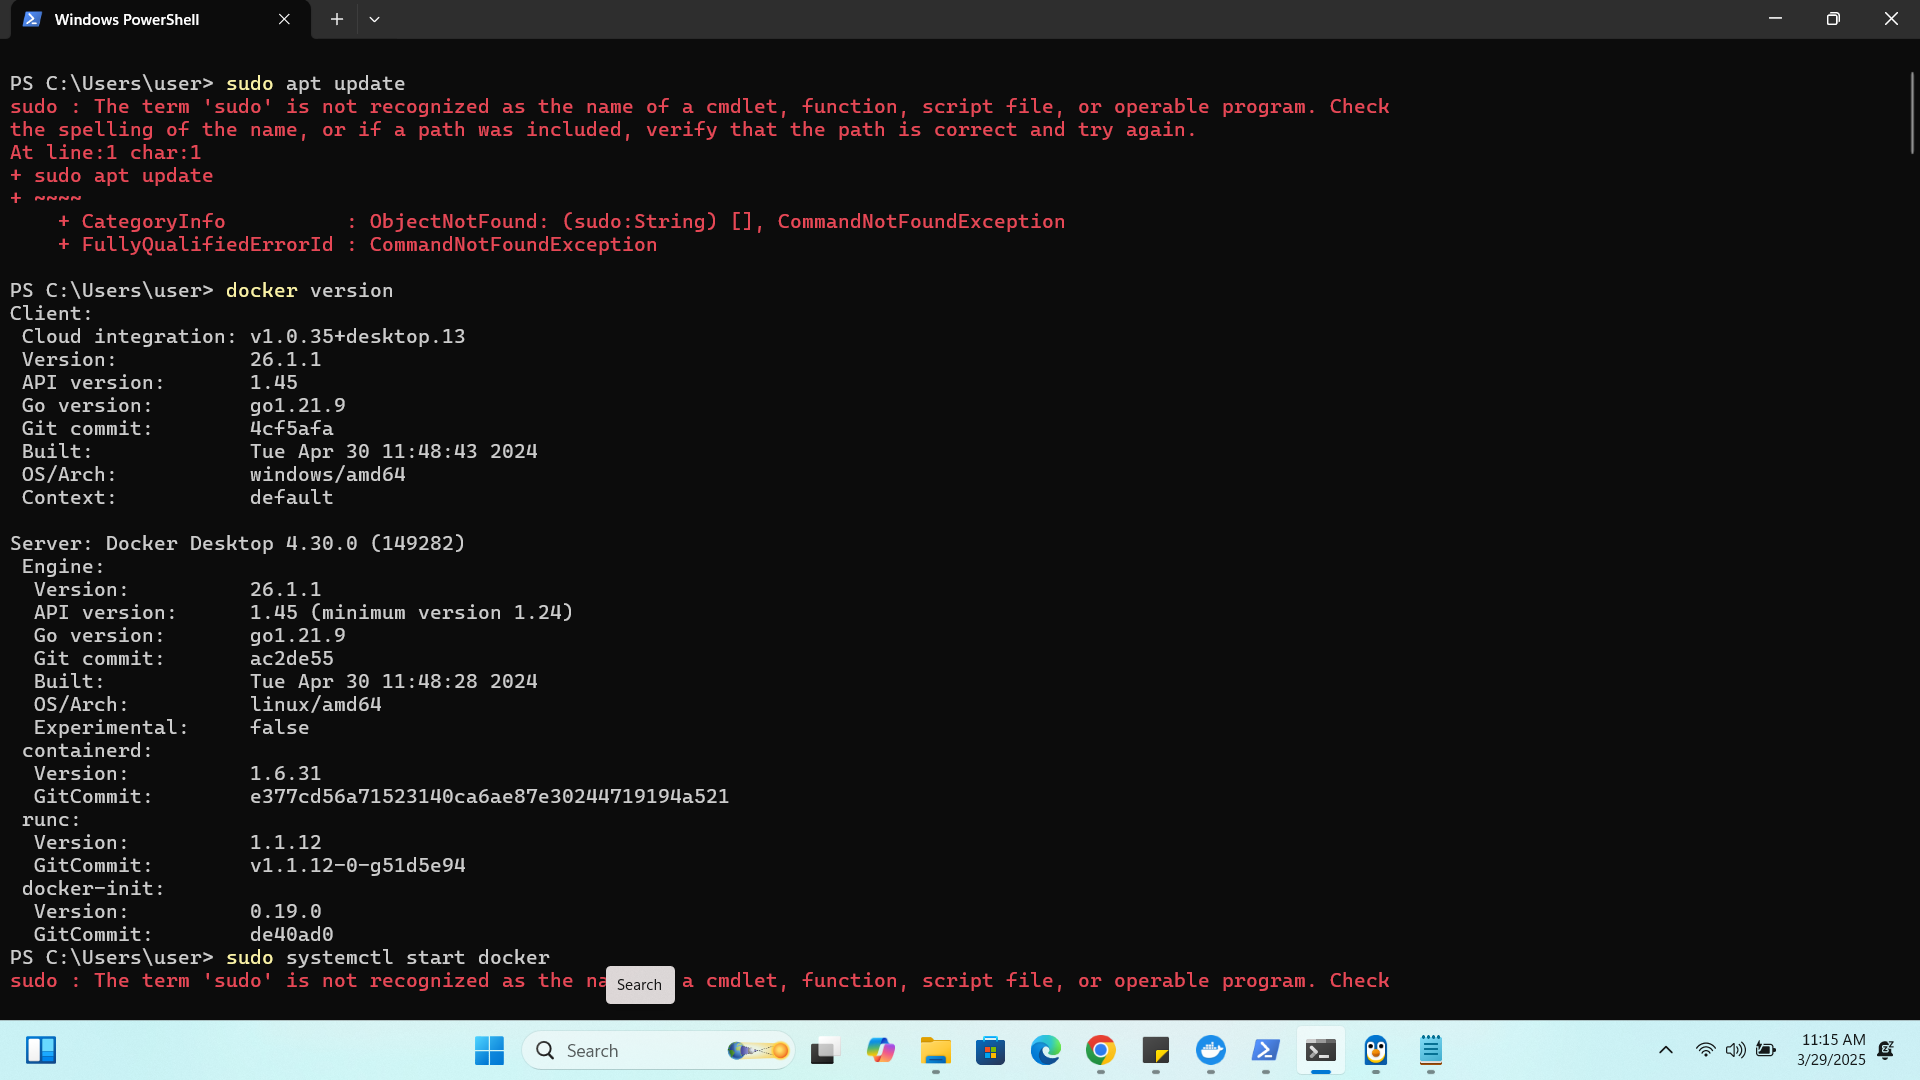 Windows PowerShell
PS C:\Users\user> sudo apt update
sudo : The term 'sudo' is not recognized as the name of a cmdlet, function, script file, or operable program. Check
the spelling of the name, or if a path was included, verify that the path is correct and try again.
At line:1 char:1
+ sudo apt update
+ ~~~~
    + CategoryInfo          : ObjectNotFound: (sudo:String) [], CommandNotFoundException
    + FullyQualifiedErrorId : CommandNotFoundException
PS C:\Users\user> docker version
Client:
 Cloud integration: v1.0.35+desktop.13
 Version:           26.1.1
 API version:       1.45
 Go version:        go1.21.9
 Git commit:        4cf5afa
 Built:             Tue Apr 30 11:48:43 2024
 OS/Arch:           windows/amd64
 Context:           default
Server: Docker Desktop 4.30.0 (149282)
 Engine:
  Version:          26.1.1
  API version:      1.45 (minimum version 1.24)
  Go version:       go1.21.9
  Git commit:       ac2de55
  Built:            Tue Apr 30 11:48:28 2024
  OS/Arch:          linux/amd64
  Experimental:     false
 containerd:
  Version:          1.6.31
  GitCommit:        e377cd56a71523140ca6ae87e30244719194a521
 runc:
  Version:          1.1.12
  GitCommit:        v1.1.12-0-g51d5e94
 docker-init:
  Version:          0.19.0
  GitCommit:        de40ad0
PS C:\Users\user> sudo systemctl start docker
sudo : The term 'sudo' is not recognized as the a cmdlet, function, script file, or operable program. Check
Search
Search
11:15 AM
3/29/2025